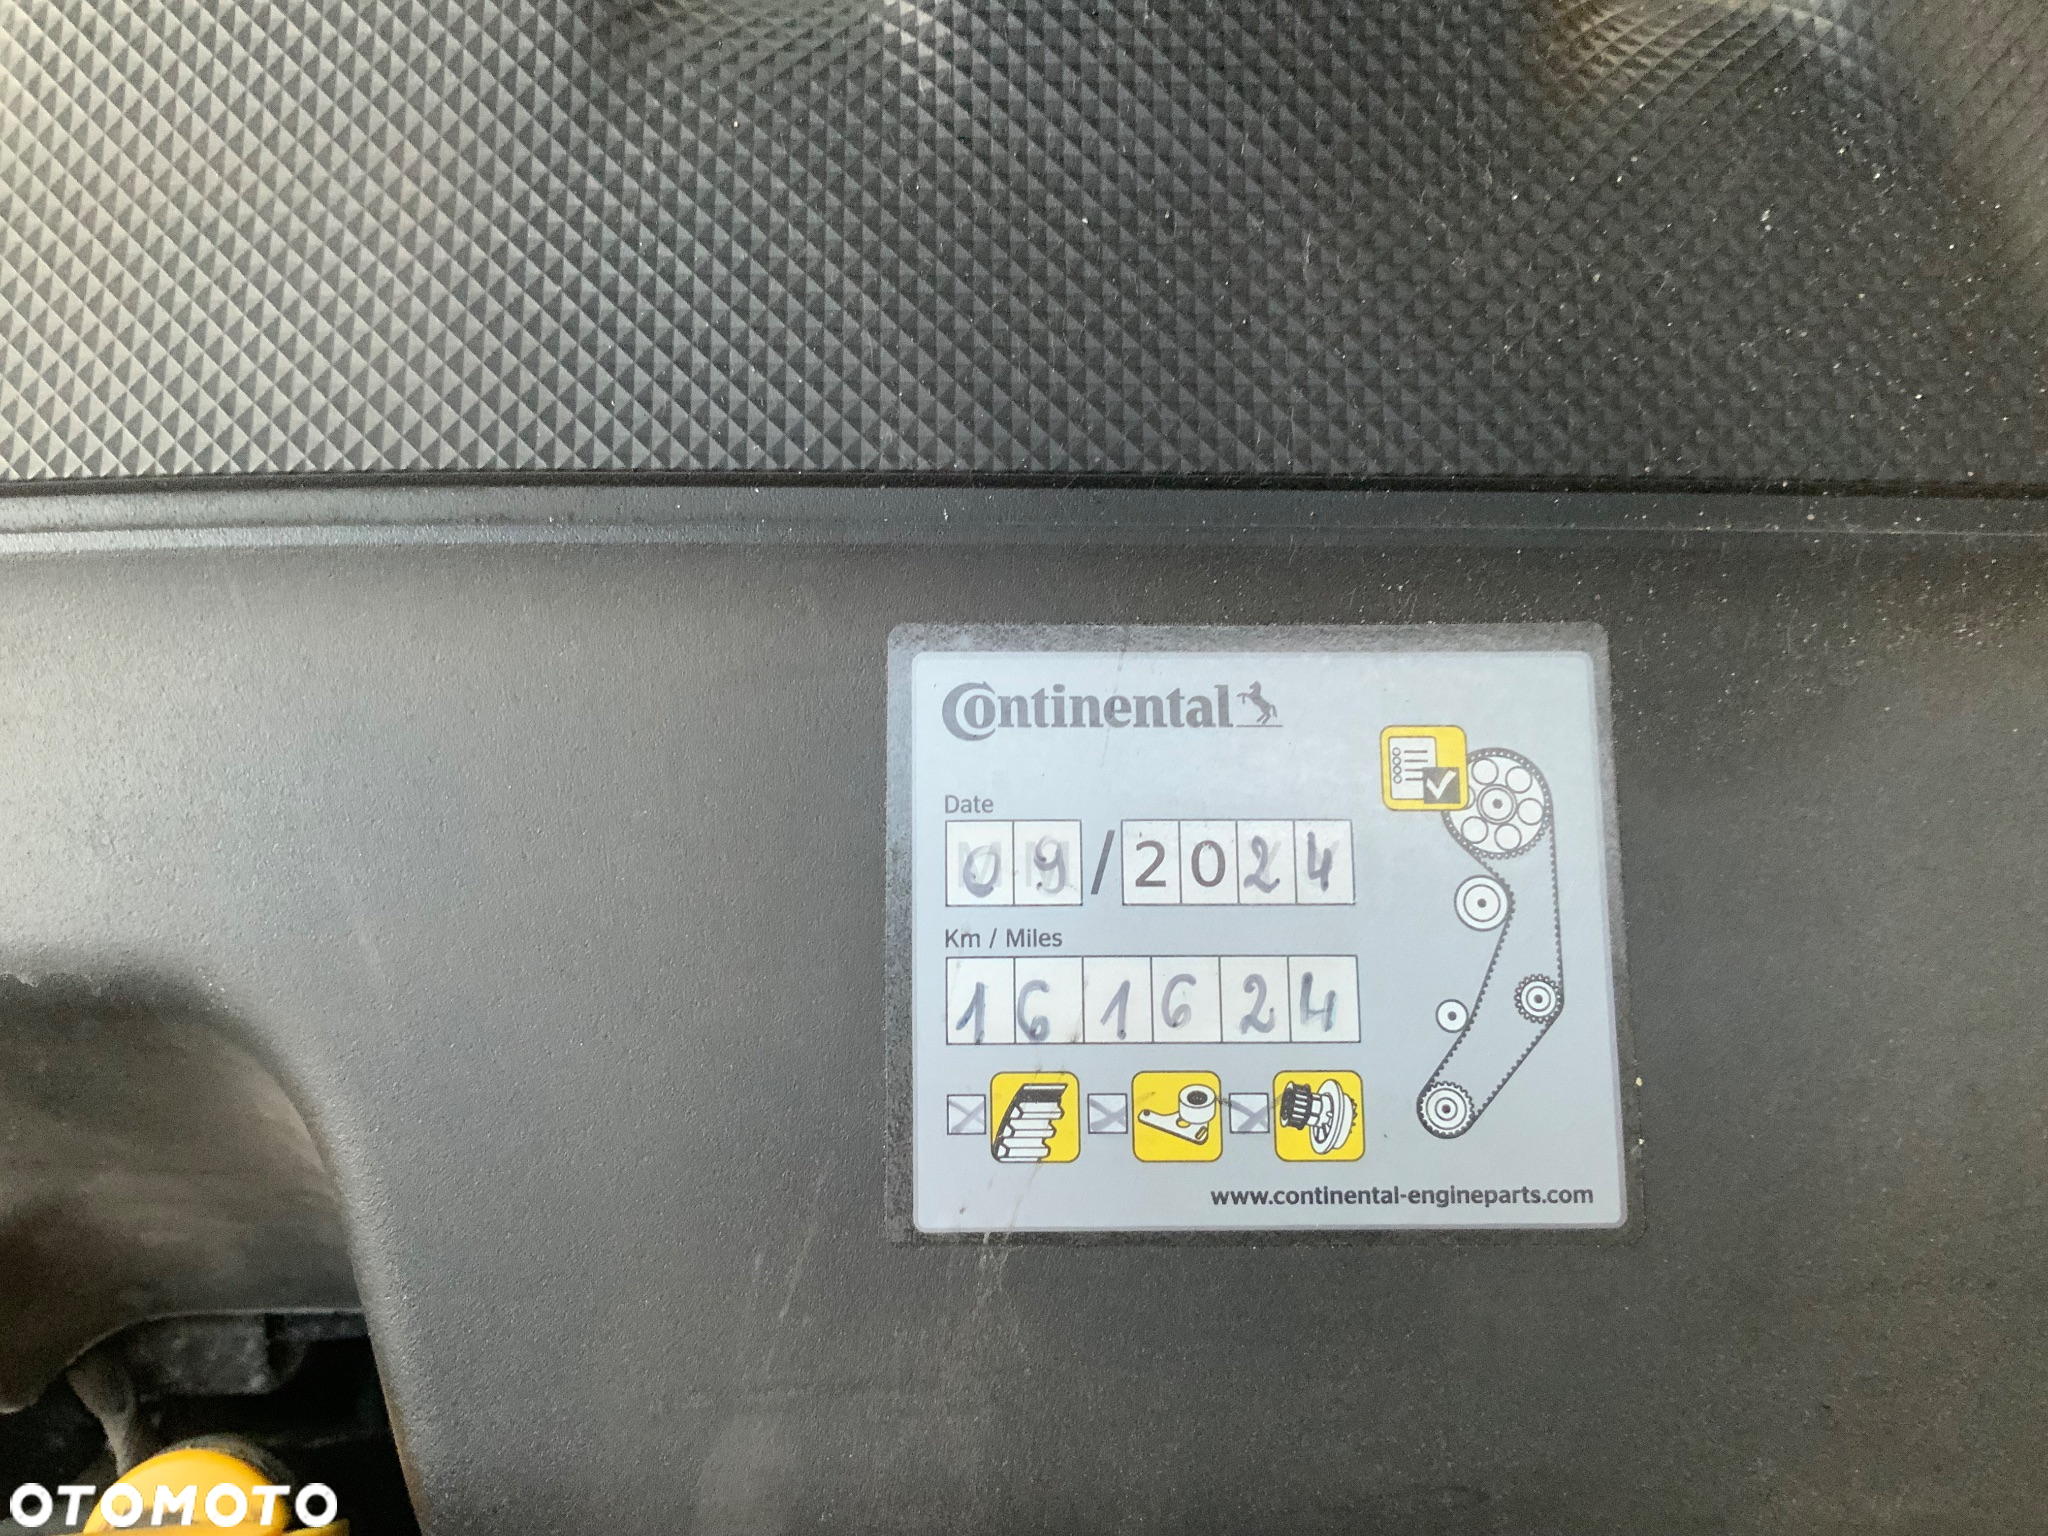 Continental
Date
09/2024
Km / Miles
161624
www.continental-engineparts.com
OTOMOTO